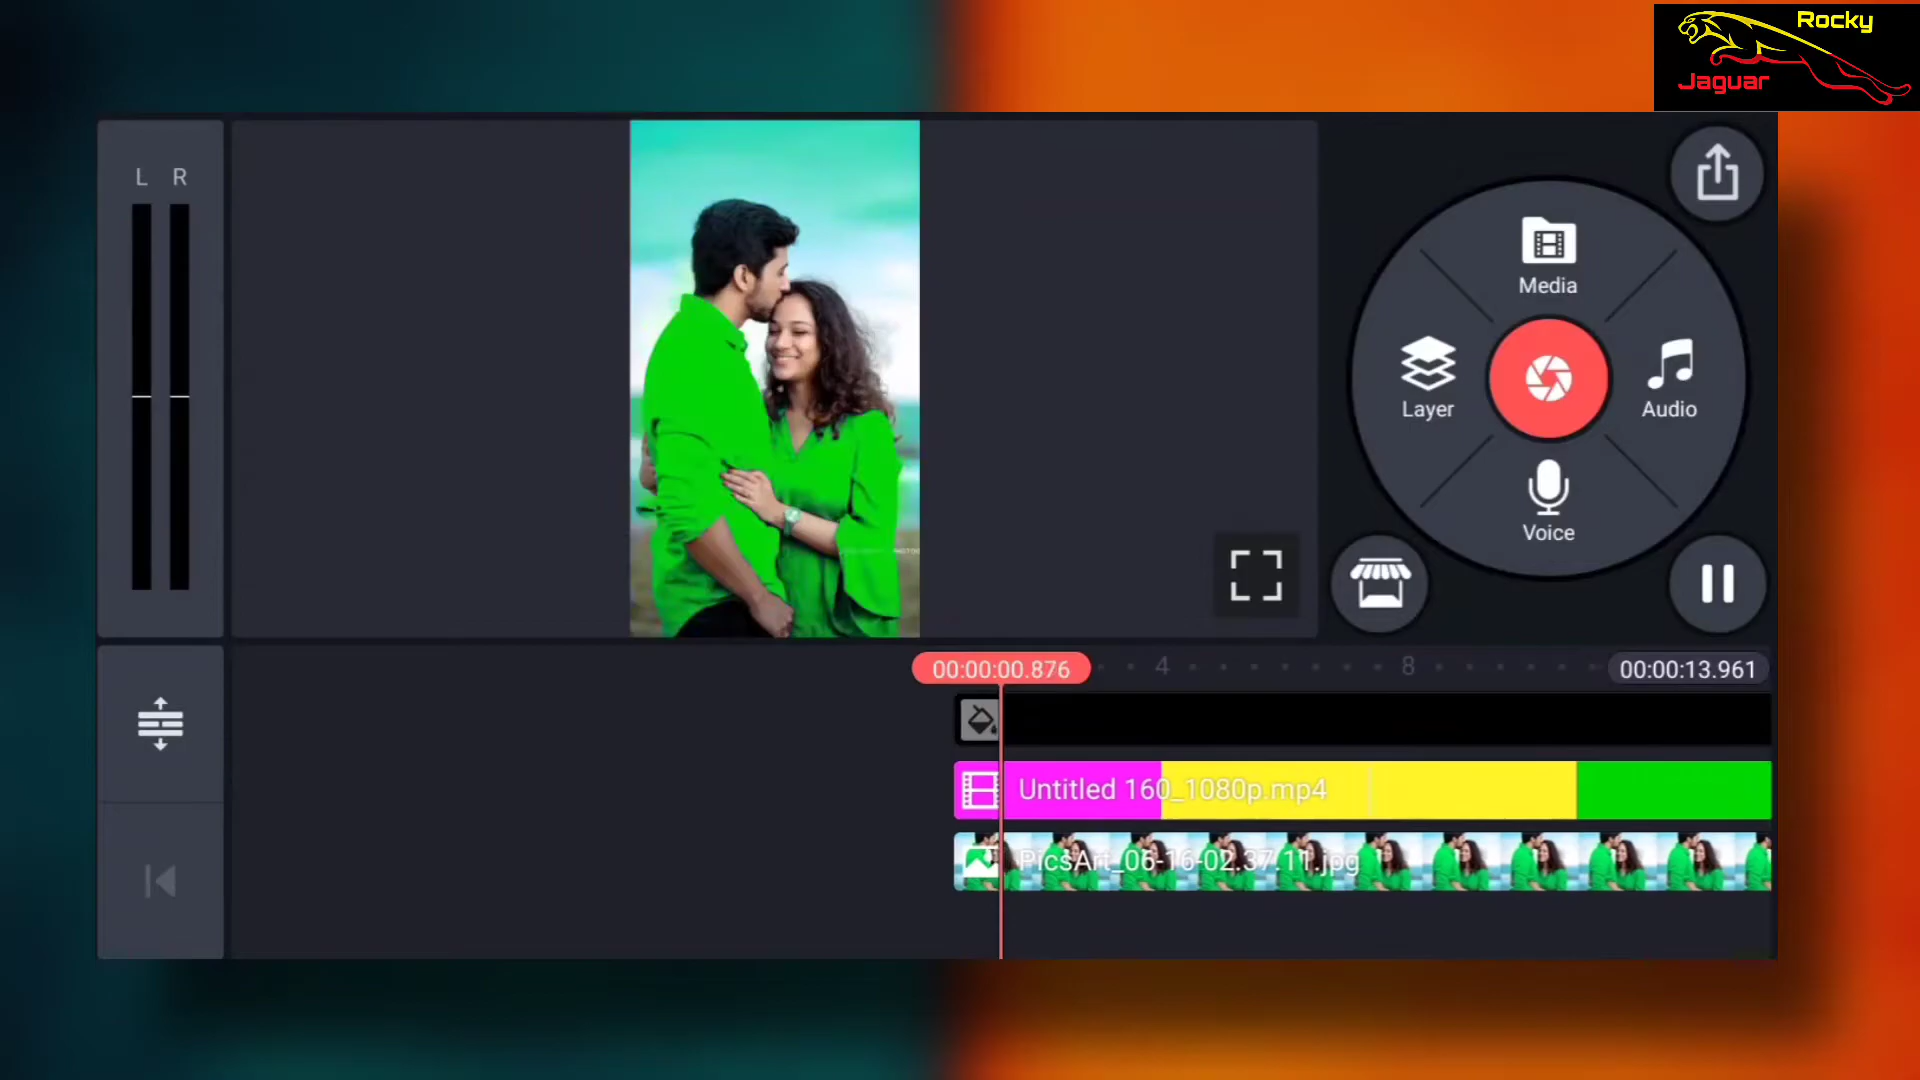 Rocky
Jaguar
L R
Media
Layer
Audio
Voice
00:00:00.876
4
8
00:00:13.961
Untitled 160_1080p.mp4
PicsArt_06-16-02.37.11.jpg